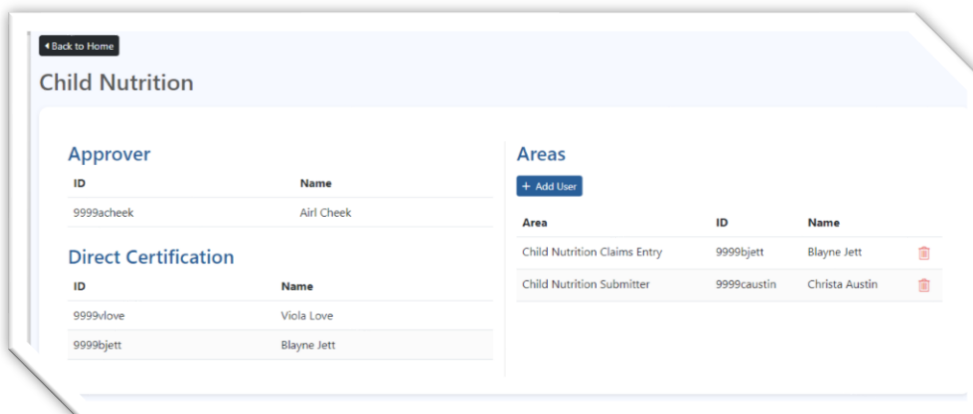 Back to Home
Child Nutrition
Approver
ID Name
9999acheek Airl Cheek
Direct Certification
ID Name
9999vlove Viola Love
9999bjett Blayne Jett
Areas
+ Add User
Area ID Name
Child Nutrition Claims Entry 9999bjett Blayne Jett
Child Nutrition Submitter 9999caustin Christa Austin